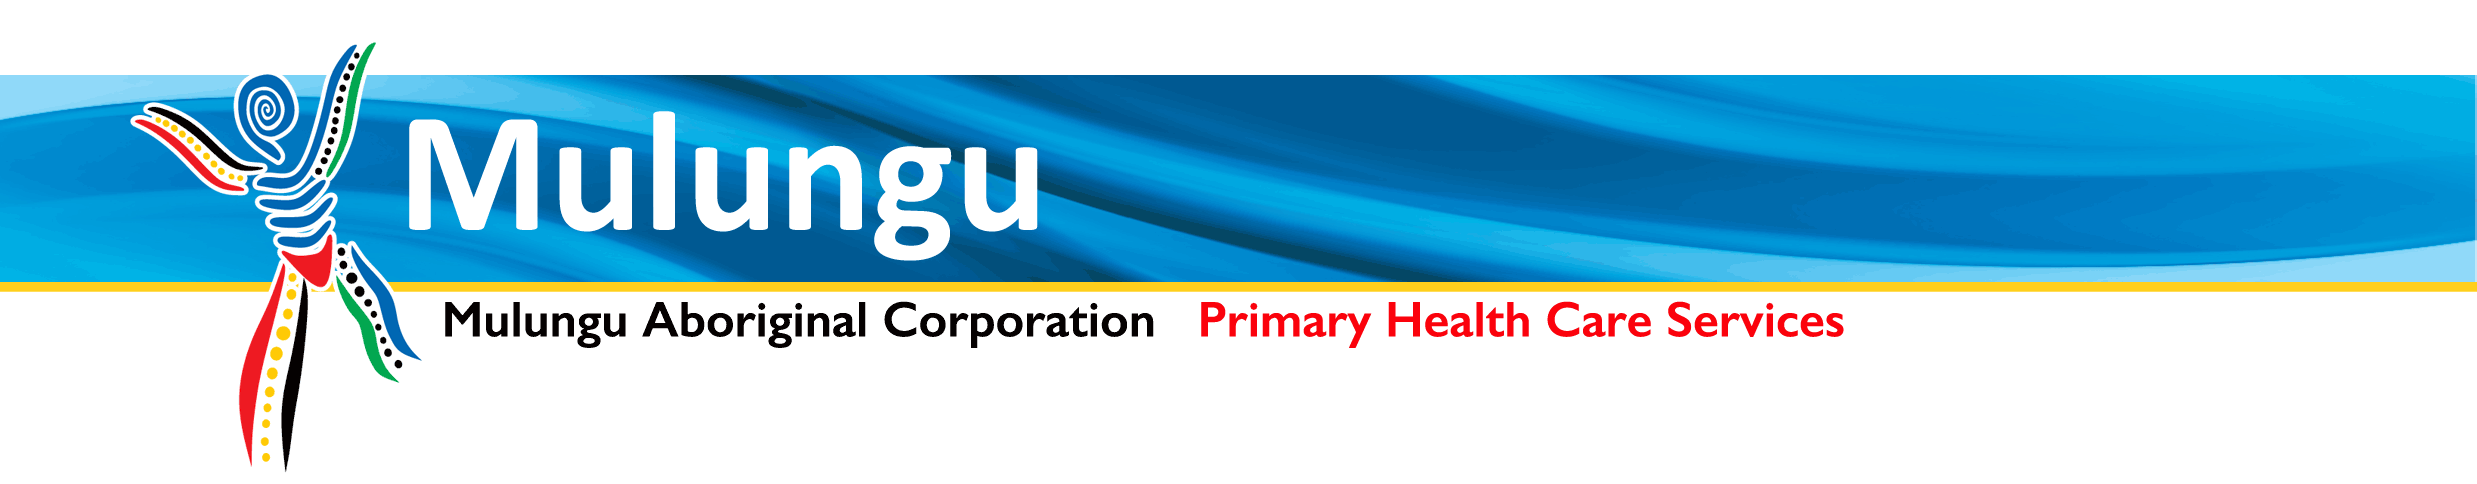 Mulungu
Mulungu Aboriginal Corporation Primary Health Care Services